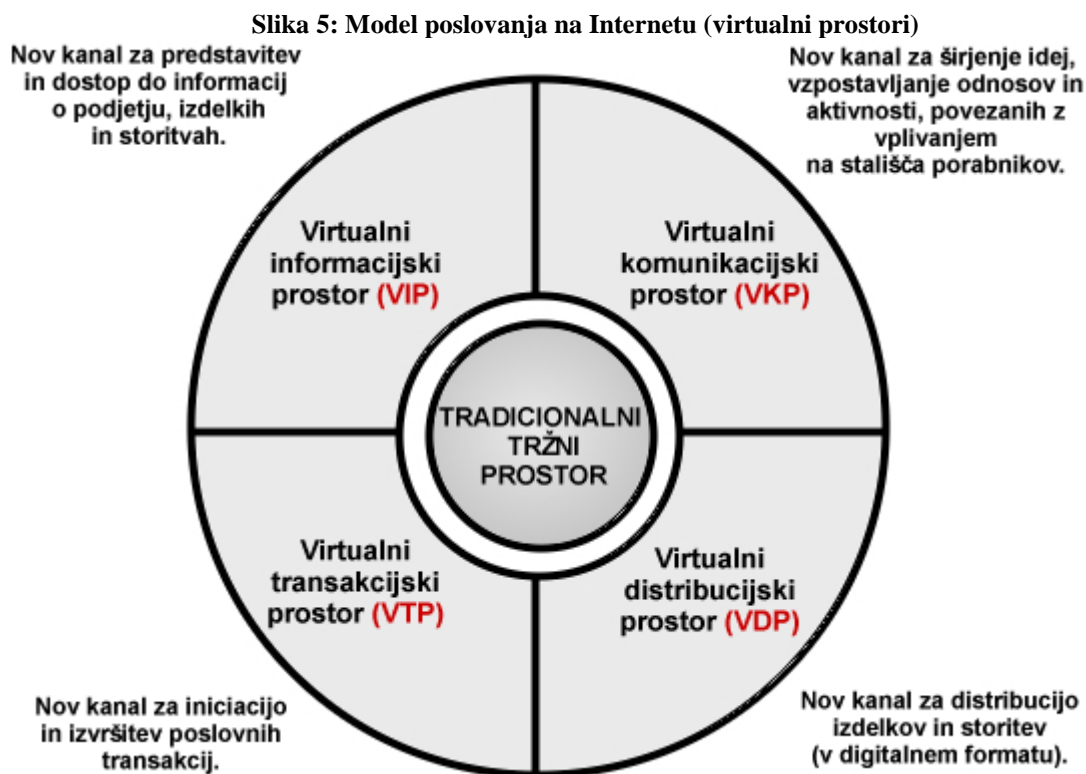 Slika 5: Model poslovanja na Internetu (virtualni prostori)
Nov kanal za predstavitev
in dostop do informacij
o podjetju, izdelkih
in storitvah.
Nov kanal za širjenje idej,
vzpostavljanje odnosov in
aktivnosti, povezanih z
vplivanjem
na stališča porabnikov.
Virtualni
informacijski
prostor (VIP)
Virtualni
komunikacijski
prostor (VKP)
TRADICIONALNI
TRŽNI
PROSTOR
Virtualni
transakcijski
prostor (VTP)
Virtualni
distribucijski
prostor (VDP)
Nov kanal za iniciacijo
in izvršitev poslovnih
transakcij.
Nov kanal za distribucijo
izdelkov in storitev
(v digitalnem formatu).